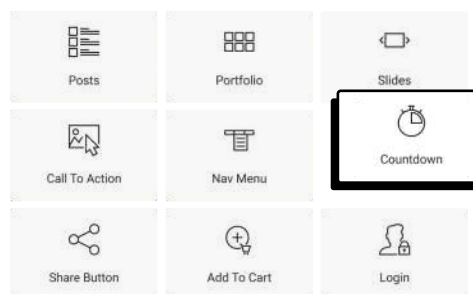 Posts
Portfolio
Slides
Call To Action
Nav Menu
Countdown
Share Button
Add To Cart
Login